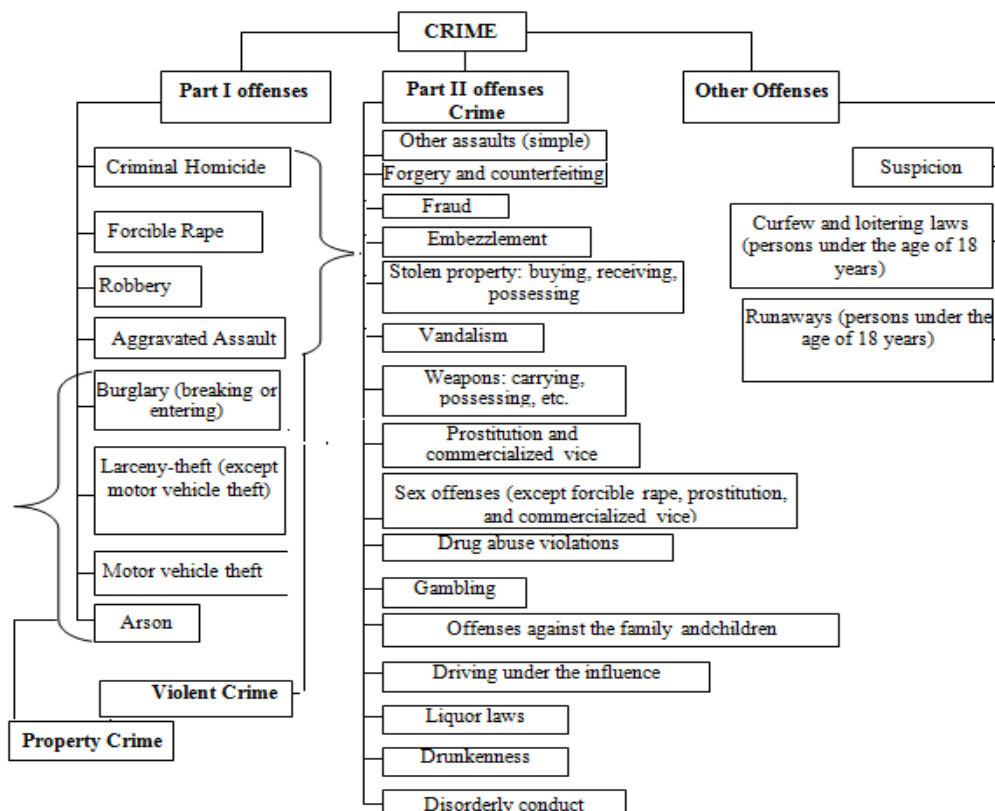 CRIME
Part I offenses
Criminal Homicide
Forcible Rape
Robbery
Aggravated Assault
Burglary (breaking or
entering)
Larceny-theft (except
motor vehicle theft)
Motor vehicle theft
Arson
Violent Crime
Property Crime
Part II offenses
Crime
Other assaults (simple)
Forgery and counterfeiting
Fraud
Embezzlement
Stolen property: buying, receiving,
possessing
Vandalism
Weapons: carrying,
possessing, etc.
Prostitution and
commercialized vice
Sex offenses (except forcible rape, prostitution,
and commercialized vice)
Drug abuse violations
Gambling
Offenses against the family andchildren
Driving under the influence
Liquor laws
Drunkenness
Disorderly conduct
Other Offenses
Suspicion
Curfew and loitering laws
(persons under the age of 18
years)
Runaways (persons under the
age of 18 years)